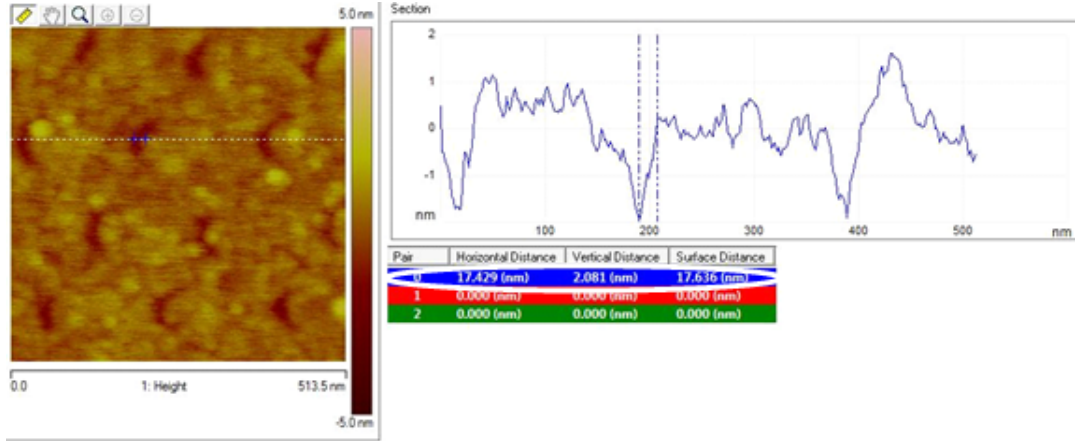 5.0 nm
1: Height
0.0
513.5 nm
-5.0 nm
Section
2
1
0
-1
nm
100
200
300
400
500
nm
Pair Horizontal Distance Vertical Distance Surface Distance
0 17.429 (nm) 2.081 (nm) 17.636 (nm)
1 0.000 (nm) 0.000 (nm) 0.000 (nm)
2 0.000 (nm) 0.000 (nm) 0.000 (nm)